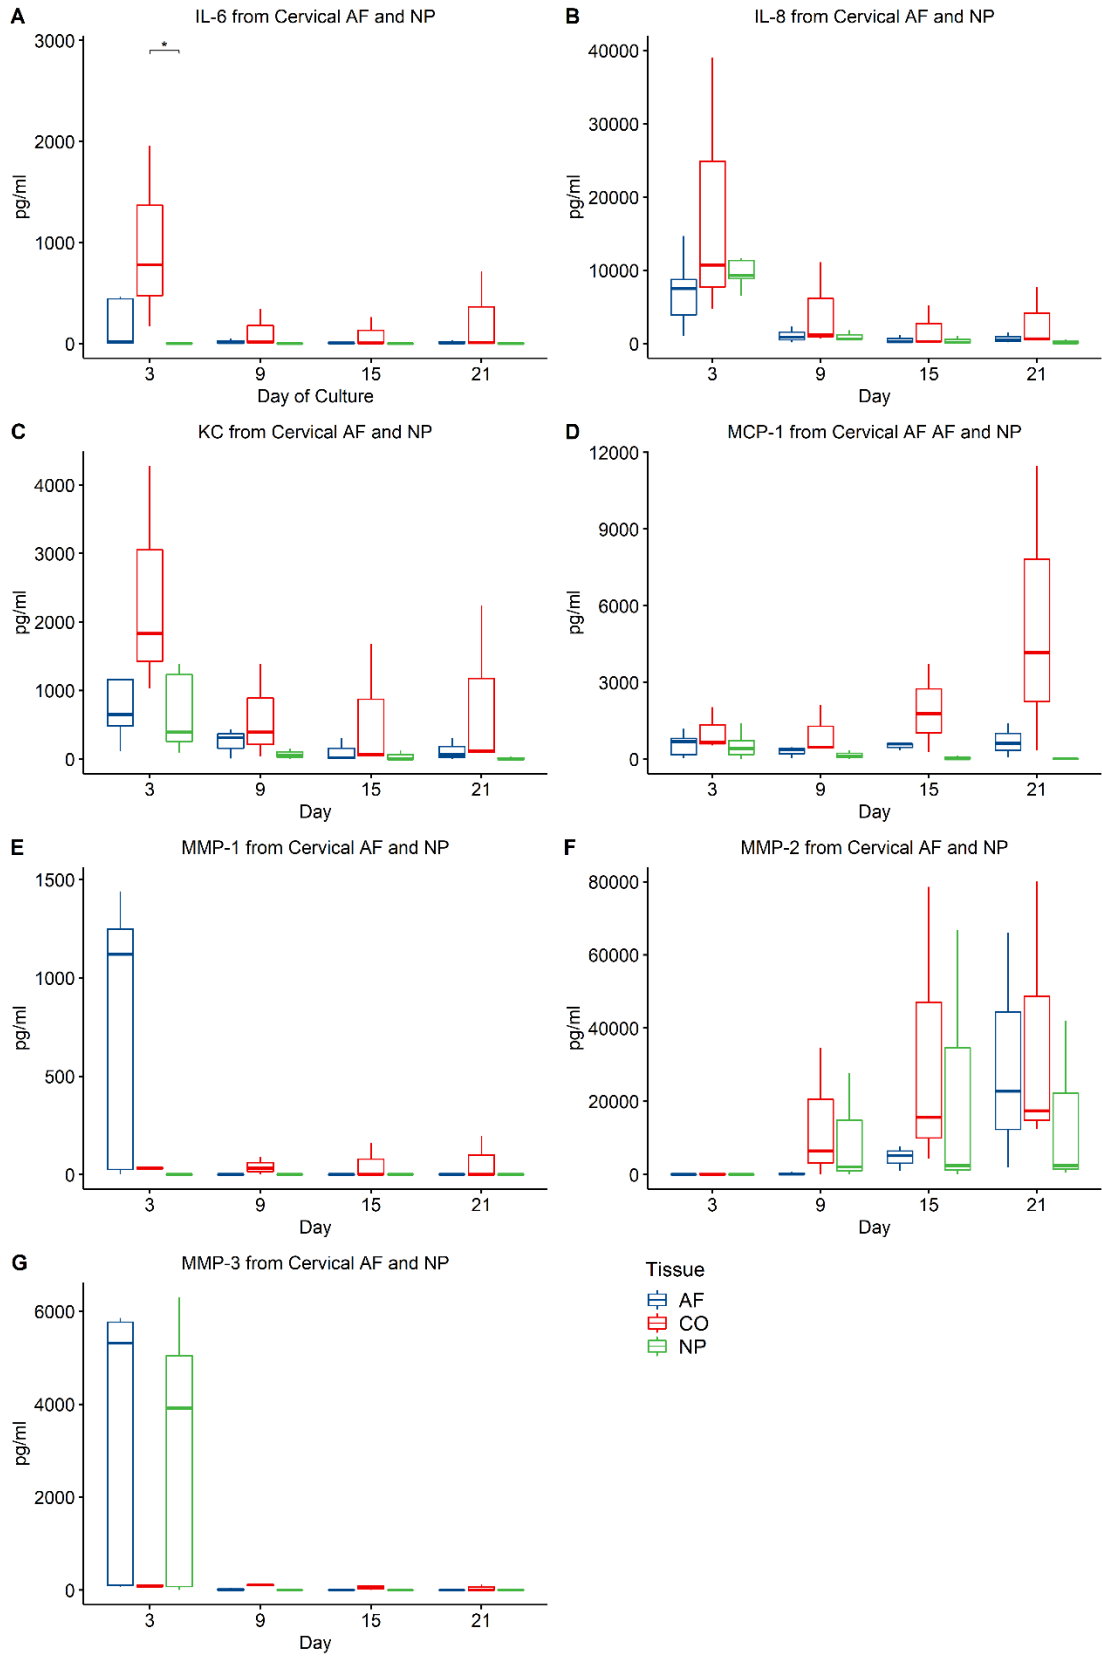 A
IL-6 from Cervical AF and NP
3000
2000
1000
0
pg/ml
*
3 9 15 21
Day of Culture
B
IL-8 from Cervical AF and NP
40000
30000
20000
10000
0
pg/ml
3 9 15 21
Day
C
KC from Cervical AF and NP
4000
3000
2000
1000
0
pg/ml
3 9 15 21
Day
D
MCP-1 from Cervical AF AF and NP
12000
9000
6000
3000
0
pg/ml
3 9 15 21
Day
E
MMP-1 from Cervical AF and NP
1500
1000
500
0
pg/ml
3 9 15 21
Day
F
MMP-2 from Cervical AF and NP
80000
60000
40000
20000
0
pg/ml
3 9 15 21
Day
G
MMP-3 from Cervical AF and NP
6000
4000
2000
0
pg/ml
3 9 15 21
Day
Tissue
AF
CO
NP